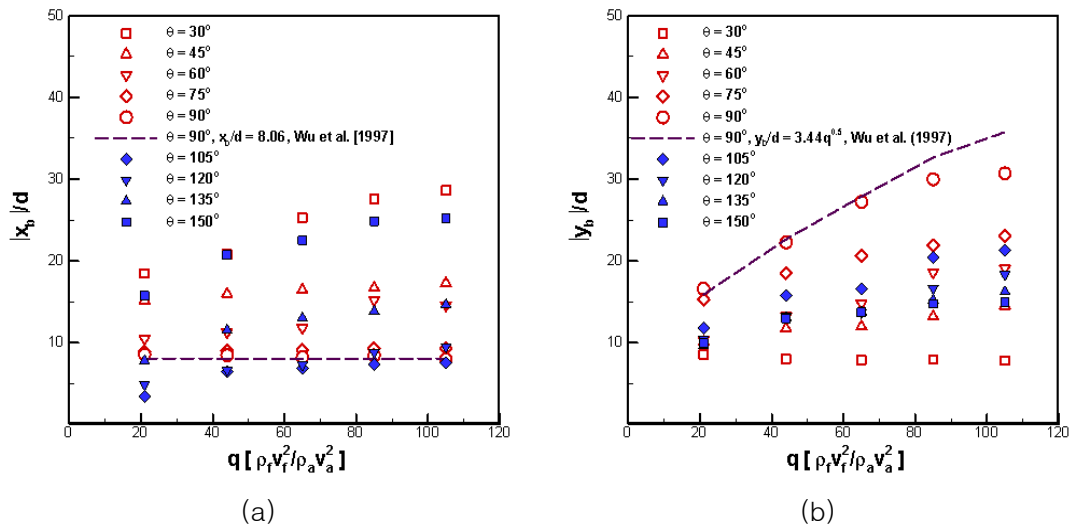 50
40
30
20
10
0
0 20 40 60 80 100 120
|x_b|/d
q [ ρ_f v_f^2/ρ_a v_a^2 ]
θ = 30°
θ = 45°
θ = 60°
θ = 75°
θ = 90°
θ = 90°, x_b/d = 8.06, Wu et al. [1997]
θ = 105°
θ = 120°
θ = 135°
θ = 150°
(a)
50
40
30
20
10
0
0 20 40 60 80 100 120
|y_b|/d
q [ ρ_f v_f^2/ρ_a v_a^2 ]
θ = 30°
θ = 45°
θ = 60°
θ = 75°
θ = 90°
θ = 90°, y_b/d = 3.44q^0.5, Wu et al. (1997)
θ = 105°
θ = 120°
θ = 135°
θ = 150°
(b)